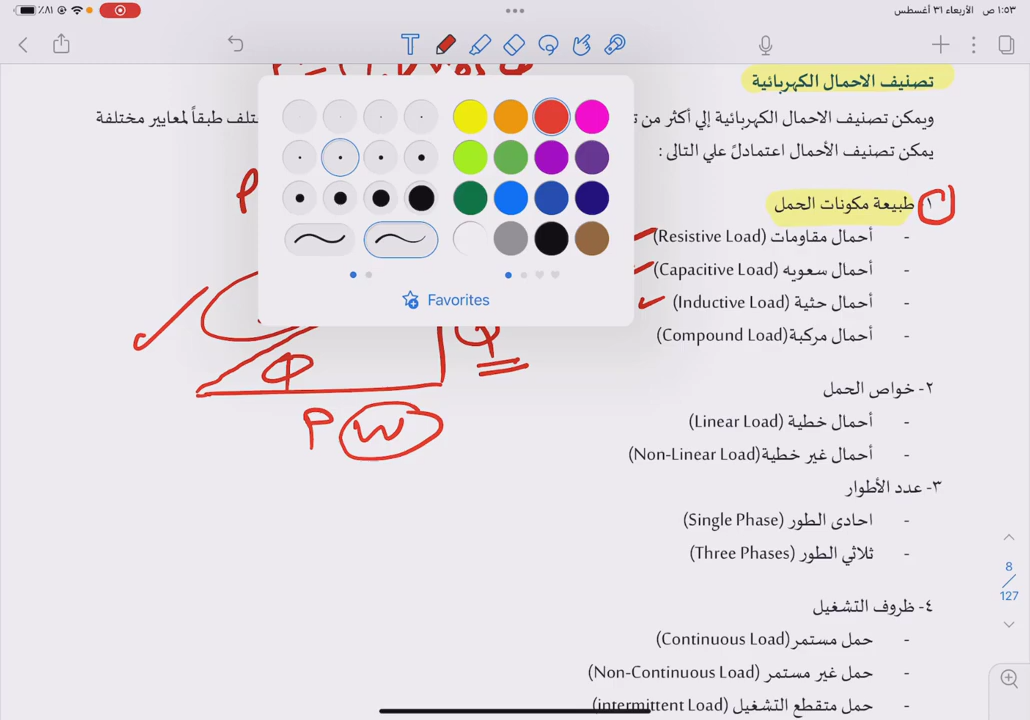 ٪٨١
١:٥٣ ص الأربعاء ٣١ أغسطس
T
تصنيف الاحمال الكهربائية
ويمكن تصنيف الاحمال الكهربائية إلي أكثر من
تلف طبقاً لمعايير مختلفة
يمكن تصنيف الأحمال اعتمادلً علي التالى :
١- طبيعة مكونات الحمل
- أحمال مقاومات (Resistive Load)
- أحمال سعويه (Capacitive Load)
- أحمال حثية (Inductive Load)
- أحمال مركبة(Compound Load)
٢- خواص الحمل
- أحمال خطية (Linear Load)
- أحمال غير خطية(Non-Linear Load)
٣- عدد الأطوار
- احادى الطور (Single Phase)
- ثلاثي الطور (Three Phases)
٤- ظروف التشغيل
- حمل مستمر(Continuous Load)
- حمل غير مستمر (Non-Continuous Load)
- حمل متقطع التشغيل (intermittent Load)
Favorites
P
φ
P W
8
127